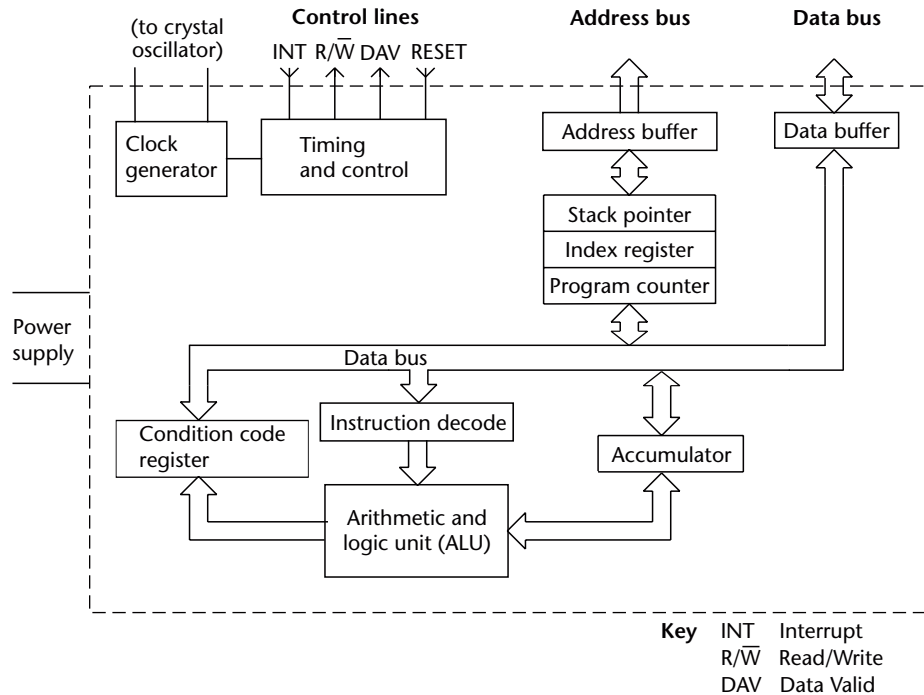 (to crystal
oscillator)
Control lines
Address bus
Data bus
INT R/W̅ DAV RESET
Clock
generator
Timing
and control
Address buffer
Data buffer
Stack pointer
Index register
Program counter
Power
supply
Data bus
Condition code
register
Instruction decode
Accumulator
Arithmetic and
logic unit (ALU)
Key INT Interrupt
R/W̅ Read/Write
DAV Data Valid